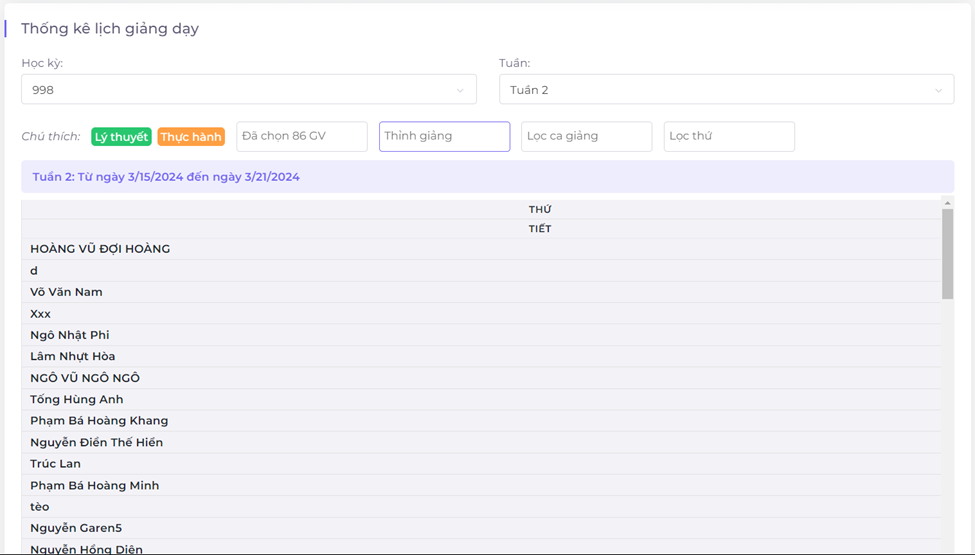 Thống kê lịch giảng dạy
Học kỳ:
Tuần:
998
Tuần 2
Chú thích: Lý thuyết Thực hành Đã chọn 86 GV Thỉnh giảng Lọc ca giảng Lọc thứ
Tuần 2: Từ ngày 3/15/2024 đến ngày 3/21/2024
THỨ
TIẾT
HOÀNG VŨ ĐỢI HOÀNG
d
Võ Văn Nam
Xxx
Ngô Nhật Phi
Lâm Nhựt Hòa
NGÔ VŨ NGÔ NGÔ
Tống Hùng Anh
Phạm Bá Hoàng Khang
Nguyễn Điền Thế Hiển
Trúc Lan
Phạm Bá Hoàng Minh
tèo
Nguyễn Garen5
Nguyễn Hồng Diện